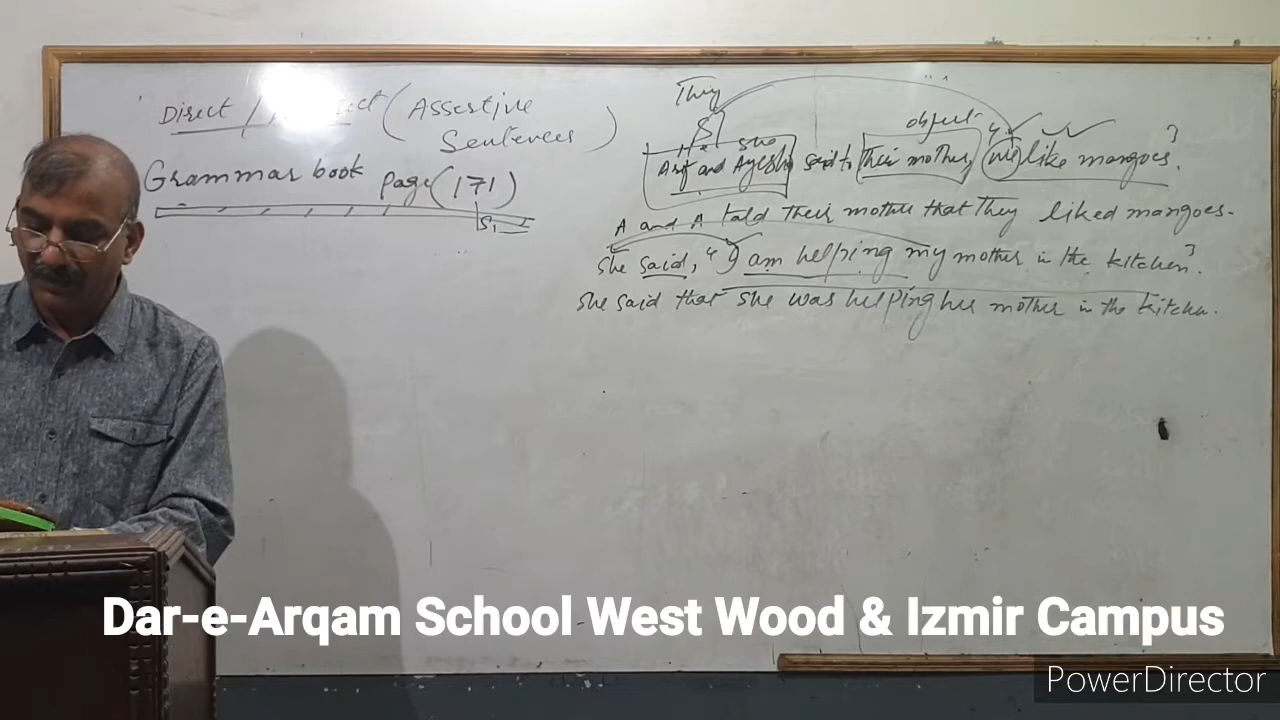 Direct / (Assertive
Sentences)
Grammar book Page (171)
S,
They
S
He she object
Arif and Ayesha said to their mother, "we like mangoes".
A and A told their mother that they liked mangoes.
She said, "I am helping my mother in the kitchen".
She said that she was helping her mother in the kitchen.
Dar-e-Arqam School West Wood & Izmir Campus
PowerDirector